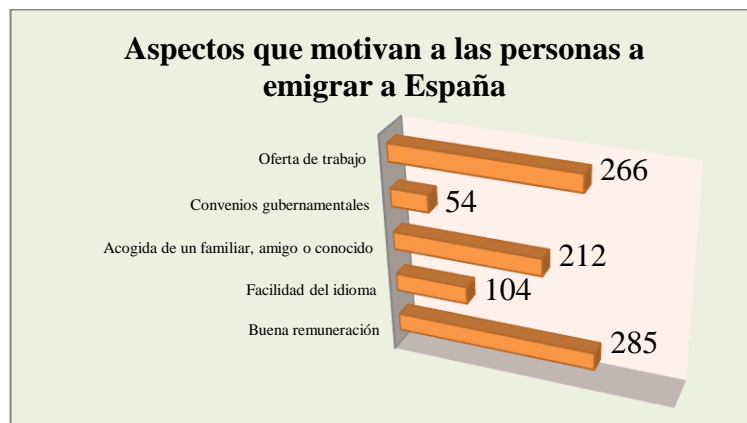 Aspectos que motivan a las personas a
emigrar a España
Oferta de trabajo
266
Convenios gubernamentales
54
Acogida de un familiar, amigo o conocido
212
Facilidad del idioma
104
Buena remuneración
285